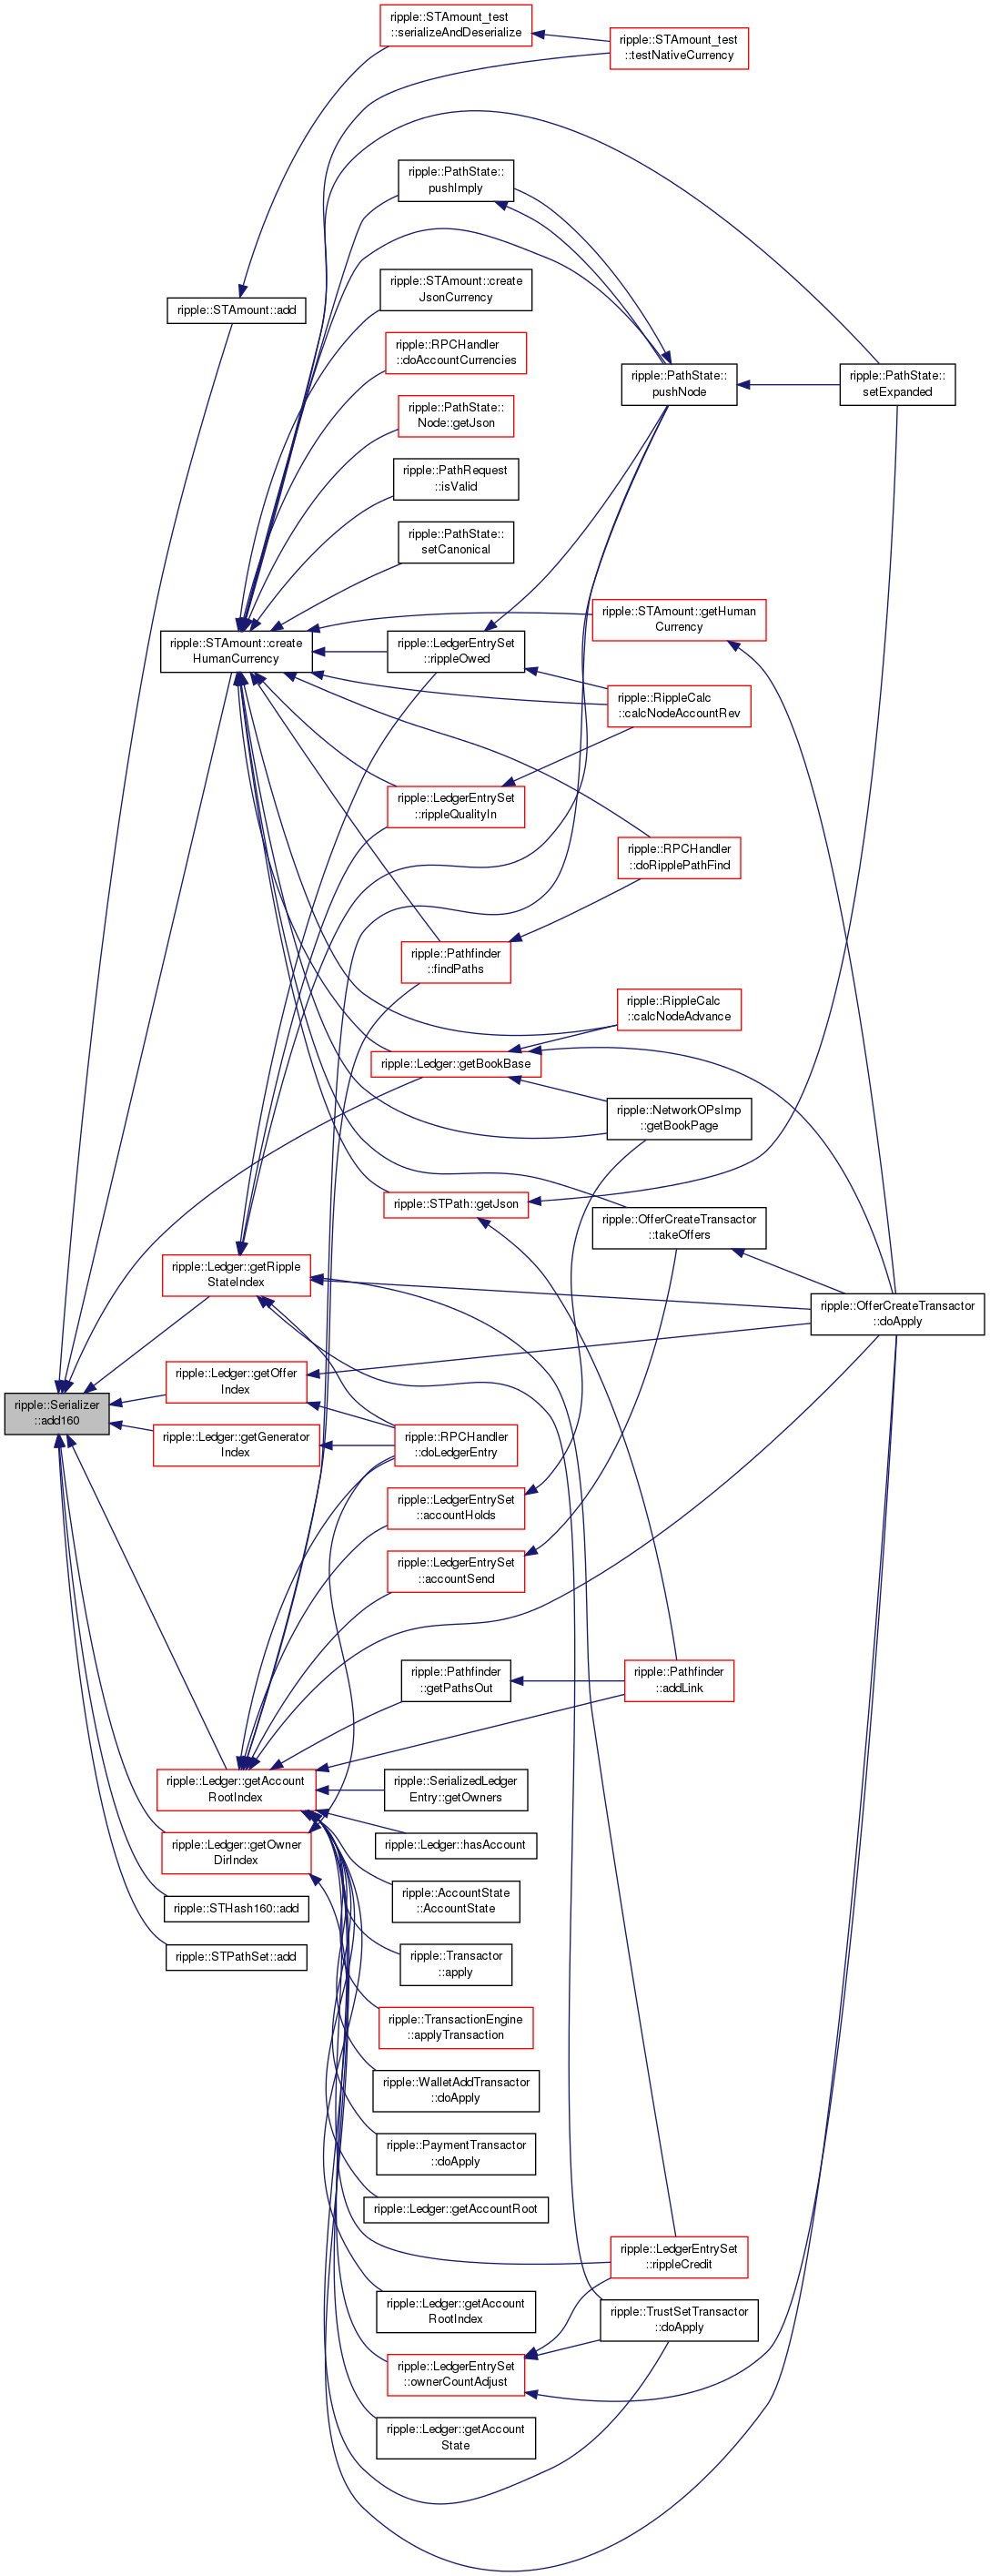 ripple::STAmount_test
::serializeAndDeserialize
ripple::STAmount_test
::testNativeCurrency
ripple::PathState::
pushImply
ripple::STAmount::create
JsonCurrency
ripple::STAmount::add
ripple::RPCHandler
::doAccountCurrencies
ripple::PathState::
pushNode
ripple::PathState::
setExpanded
ripple::PathState::
Node::getJson
ripple::PathRequest
::isValid
ripple::PathState::
setCanonical
ripple::STAmount::getHuman
Currency
ripple::STAmount::create
HumanCurrency
ripple::LedgerEntrySet
::rippleOwed
ripple::RippleCalc
::calcNodeAccountRev
ripple::LedgerEntrySet
::rippleQualityIn
ripple::RPCHandler
::doRipplePathFind
ripple::Pathfinder
::findPaths
ripple::RippleCalc
::calcNodeAdvance
ripple::Ledger::getBookBase
ripple::NetworkOPsImp
::getBookPage
ripple::STPath::getJson
ripple::OfferCreateTransactor
::takeOffers
ripple::Ledger::getRipple
StateIndex
ripple::OfferCreateTransactor
::doApply
ripple::Ledger::getOffer
Index
ripple::Serializer
::add160
ripple::Ledger::getGenerator
Index
ripple::RPCHandler
::doLedgerEntry
ripple::LedgerEntrySet
::accountHolds
ripple::LedgerEntrySet
::accountSend
ripple::Pathfinder
::getPathsOut
ripple::Pathfinder
::addLink
ripple::Ledger::getAccount
RootIndex
ripple::SerializedLedger
Entry::getOwners
ripple::Ledger::hasAccount
ripple::Ledger::getOwner
DirIndex
ripple::AccountState
::AccountState
ripple::STHash160::add
ripple::STPathSet::add
ripple::Transactor
::apply
ripple::TransactionEngine
::applyTransaction
ripple::WalletAddTransactor
::doApply
ripple::PaymentTransactor
::doApply
ripple::Ledger::getAccountRoot
ripple::LedgerEntrySet
::rippleCredit
ripple::Ledger::getAccount
RootIndex
ripple::TrustSetTransactor
::doApply
ripple::LedgerEntrySet
::ownerCountAdjust
ripple::Ledger::getAccount
State